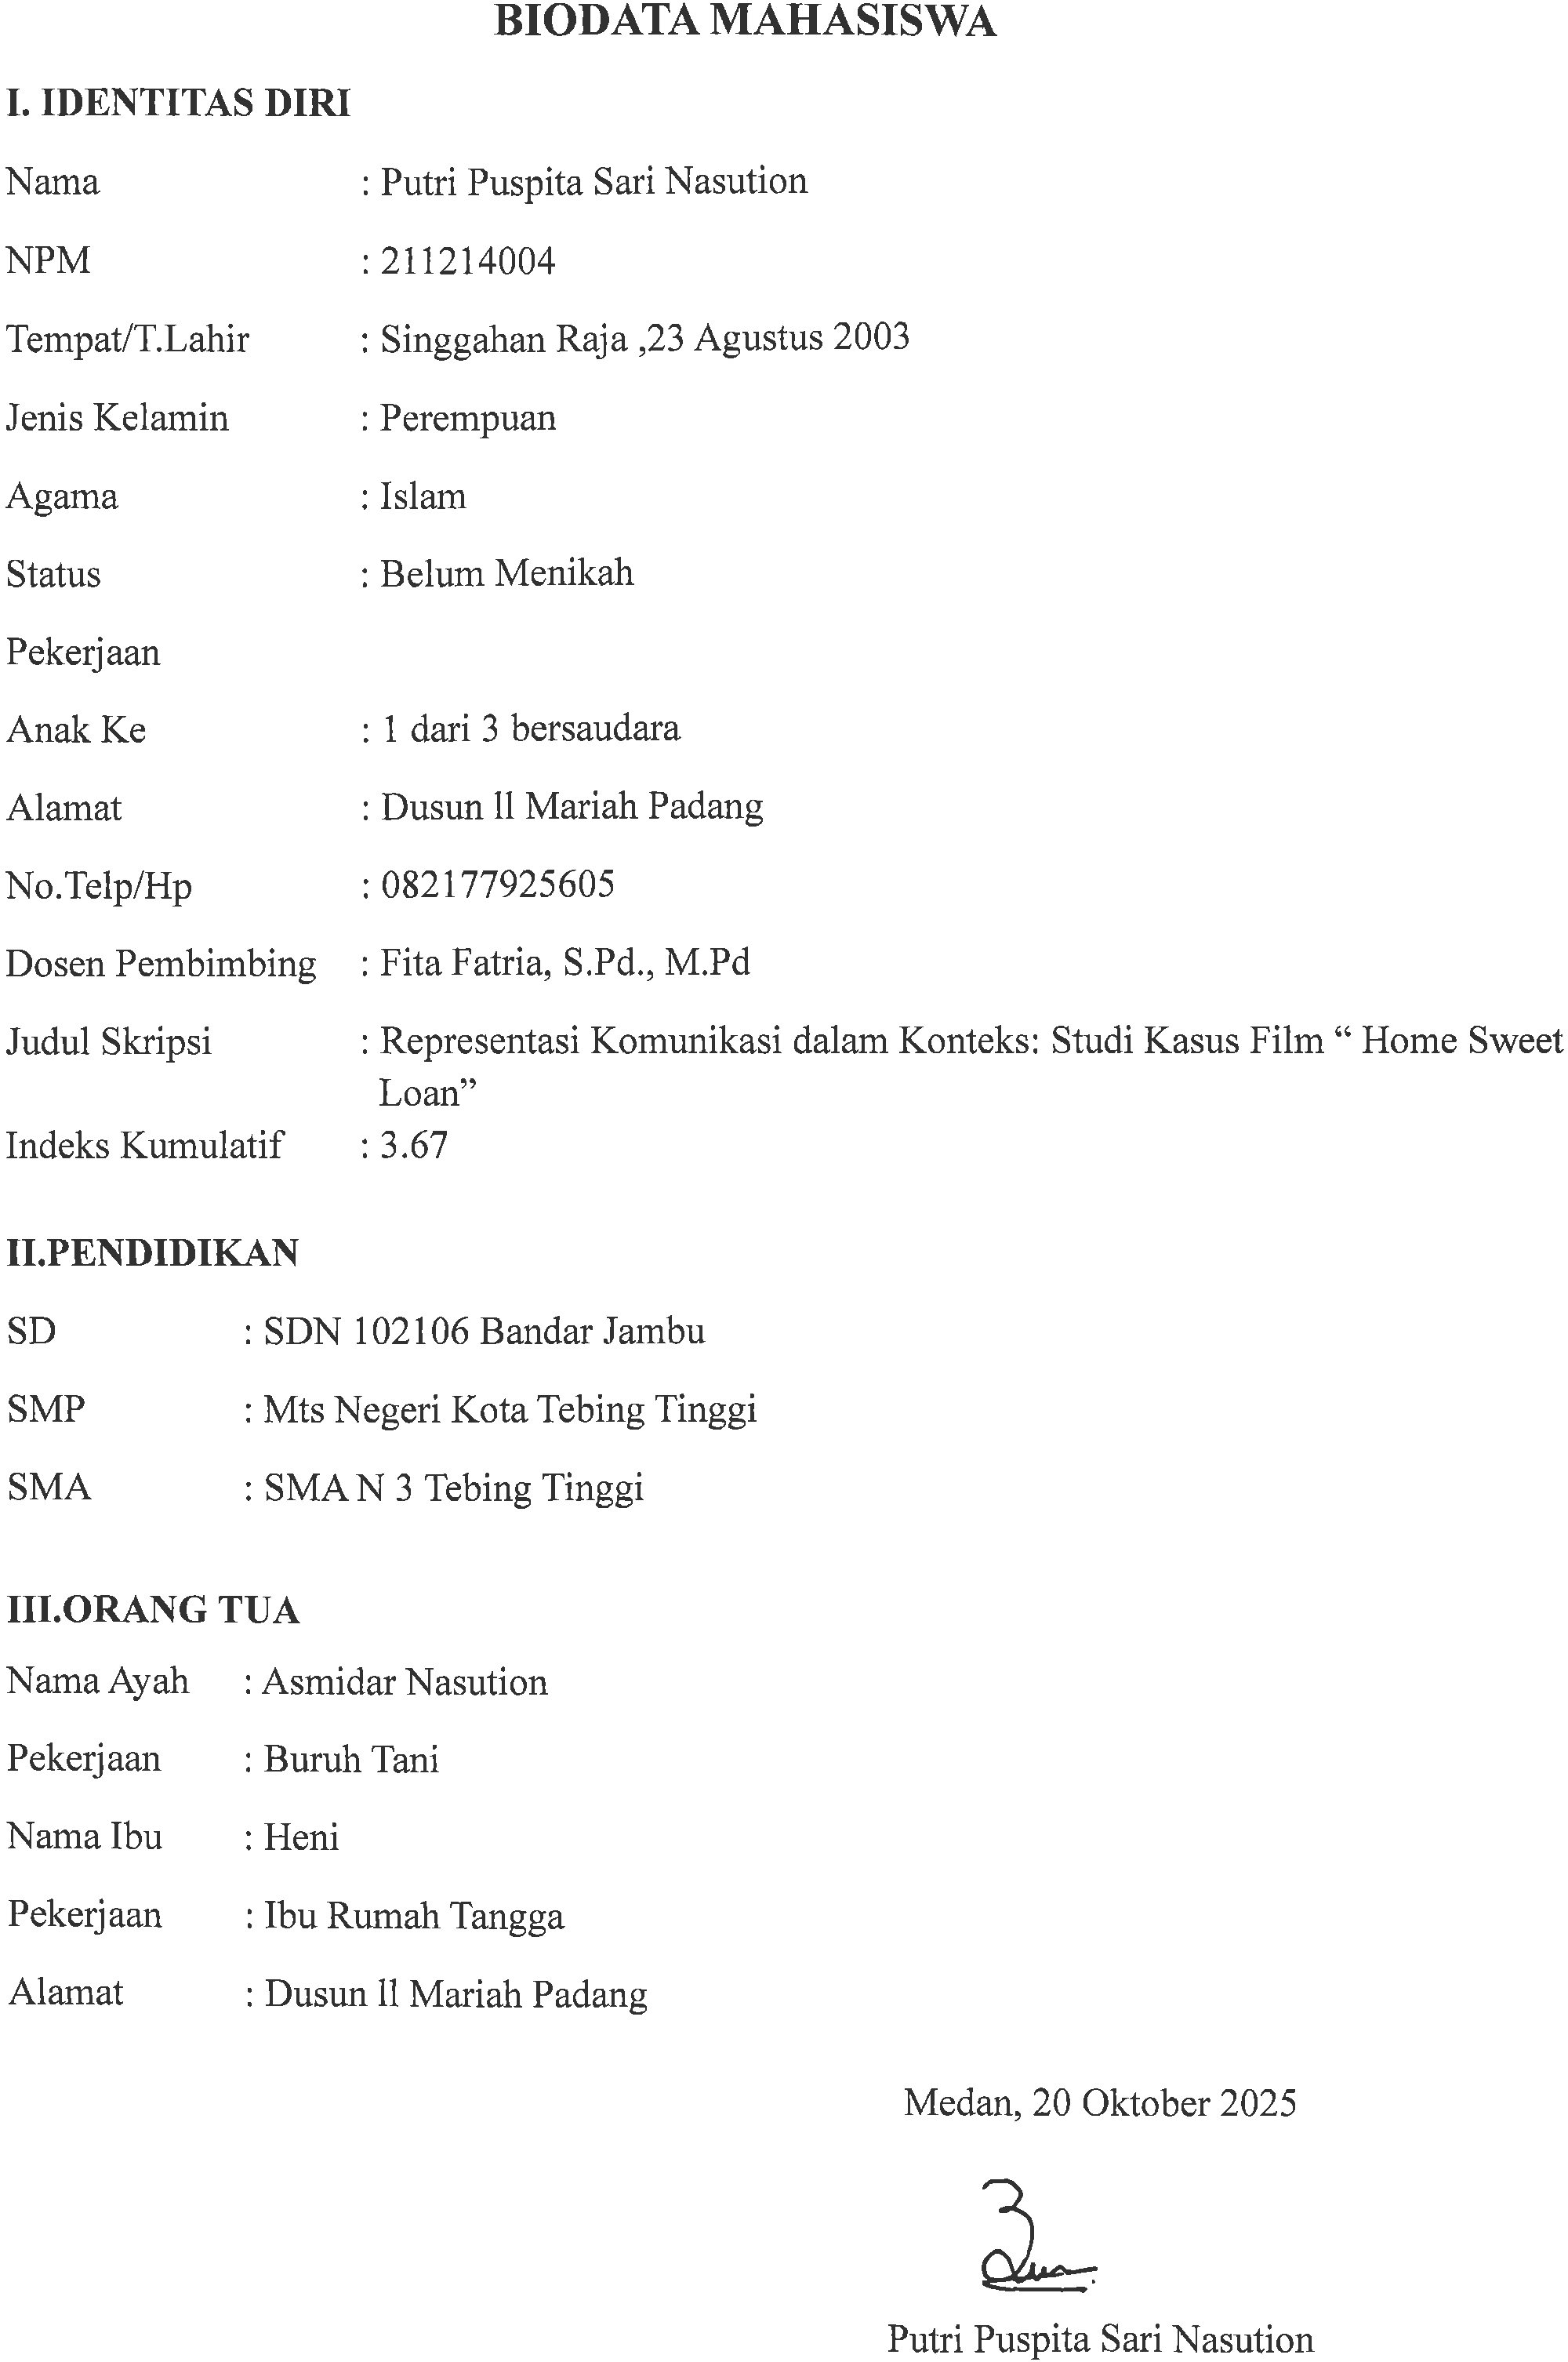 BIODATA MAHASISWA
I. IDENTITAS DIRI
Nama : Putri Puspita Sari Nasution
NPM : 211214004
Tempat/T.Lahir : Singgahan Raja ,23 Agustus 2003
Jenis Kelamin : Perempuan
Agama : Islam
Status : Belum Menikah
Pekerjaan
Anak Ke : 1 dari 3 bersaudara
Alamat : Dusun ll Mariah Padang
No.Telp/Hp : 082177925605
Dosen Pembimbing : Fita Fatria, S.Pd., M.Pd
Judul Skripsi : Representasi Komunikasi dalam Konteks: Studi Kasus Film “ Home Sweet
Loan”
Indeks Kumulatif : 3.67
II.PENDIDIKAN
SD : SDN 102106 Bandar Jambu
SMP : Mts Negeri Kota Tebing Tinggi
SMA : SMA N 3 Tebing Tinggi
III.ORANG TUA
Nama Ayah : Asmidar Nasution
Pekerjaan : Buruh Tani
Nama Ibu : Heni
Pekerjaan : Ibu Rumah Tangga
Alamat : Dusun ll Mariah Padang
Medan, 20 Oktober 2025
Putri Puspita Sari Nasution